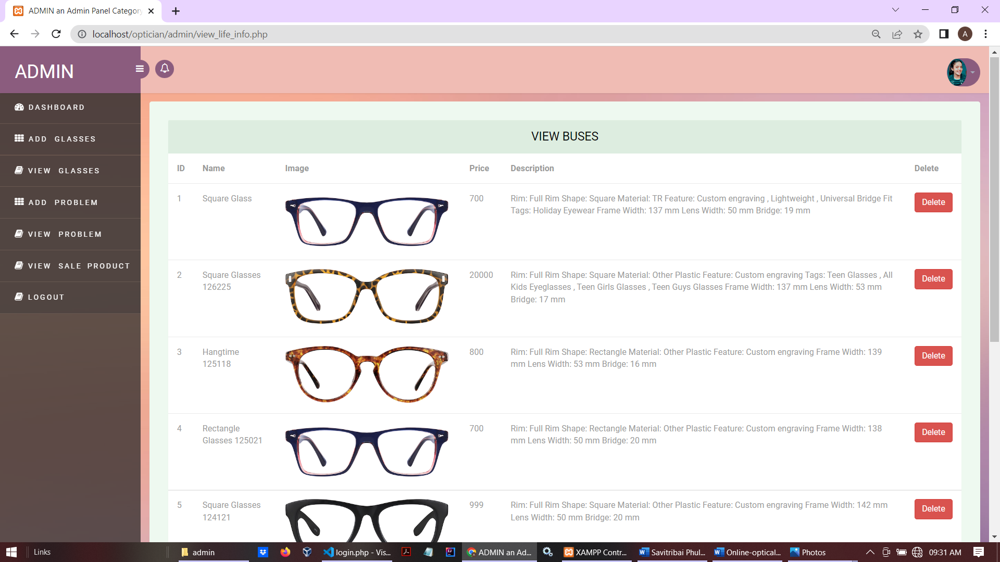 ADMIN an Admin Panel Category
localhost/optician/admin/view_life_info.php
A
ADMIN
DASHBOARD
ADD GLASSES
VIEW GLASSES
ADD PROBLEM
VIEW PROBLEM
VIEW SALE PRODUCT
LOGOUT
VIEW BUSES
ID Name Image Price Description Delete
1 Square Glass 700 Rim: Full Rim Shape: Square Material: TR Feature: Custom engraving , Lightweight , Universal Bridge Fit Delete
Tags: Holiday Eyewear Frame Width: 137 mm Lens Width: 50 mm Bridge: 19 mm
2 Square Glasses 20000 Rim: Full Rim Shape: Square Material: Other Plastic Feature: Custom engraving Tags: Teen Glasses , All Delete
126225 Kids Eyeglasses , Teen Girls Glasses , Teen Guys Glasses Frame Width: 137 mm Lens Width: 53 mm
Bridge: 17 mm
3 Hangtime 800 Rim: Full Rim Shape: Rectangle Material: Other Plastic Feature: Custom engraving Frame Width: 139 Delete
125118 mm Lens Width: 53 mm Bridge: 16 mm
4 Rectangle 700 Rim: Full Rim Shape: Rectangle Material: Other Plastic Feature: Custom engraving Frame Width: 138 Delete
Glasses 125021 mm Lens Width: 50 mm Bridge: 20 mm
5 Square Glasses 999 Rim: Full Rim Shape: Square Material: Other Plastic Feature: Custom engraving Frame Width: 142 mm Delete
124121 Lens Width: 50 mm Bridge: 20 mm
Links admin login.php - Vis... ADMIN an Ad... XAMPP Contr... Savitribai Phul... Online-optical... Photos 09:31 AM